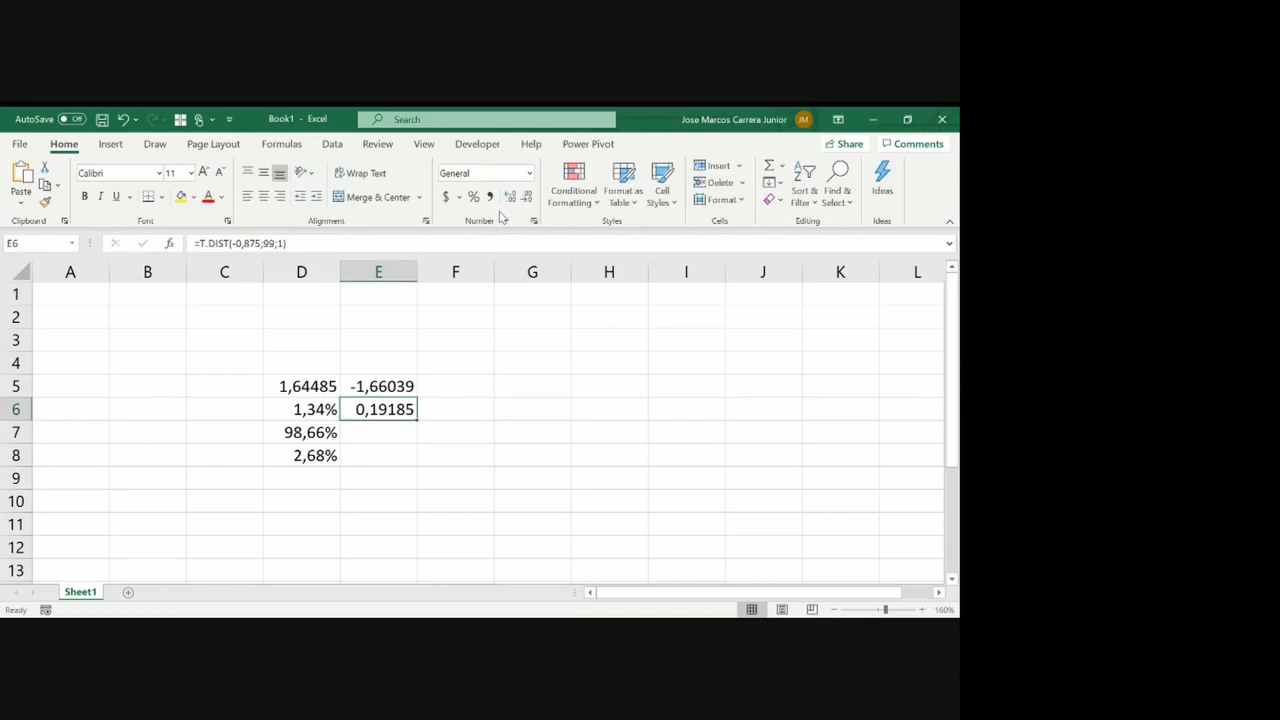 AutoSave Off Book1 - Excel Search Jose Marcos Carrera Junior JM
File Home Insert Draw Page Layout Formulas Data Review View Developer Help Power Pivot Share Comments
Paste Calibri 11 A A Wrap Text General Conditional Formatting Format as Table Cell Styles Insert Delete Format Sort & Filter Find & Select Ideas
B I U A Merge & Center $ % ,
Clipboard Font Alignment Number Styles Cells Editing Ideas
E6 fx =T.DIST(-0,875;99;1)
A B C D E F G H I J K L
1
2
3
4
5 1,64485 -1,66039
6 1,34% 0,19185
7 98,66%
8 2,68%
9
10
11
12
13
Sheet1
Ready 160%